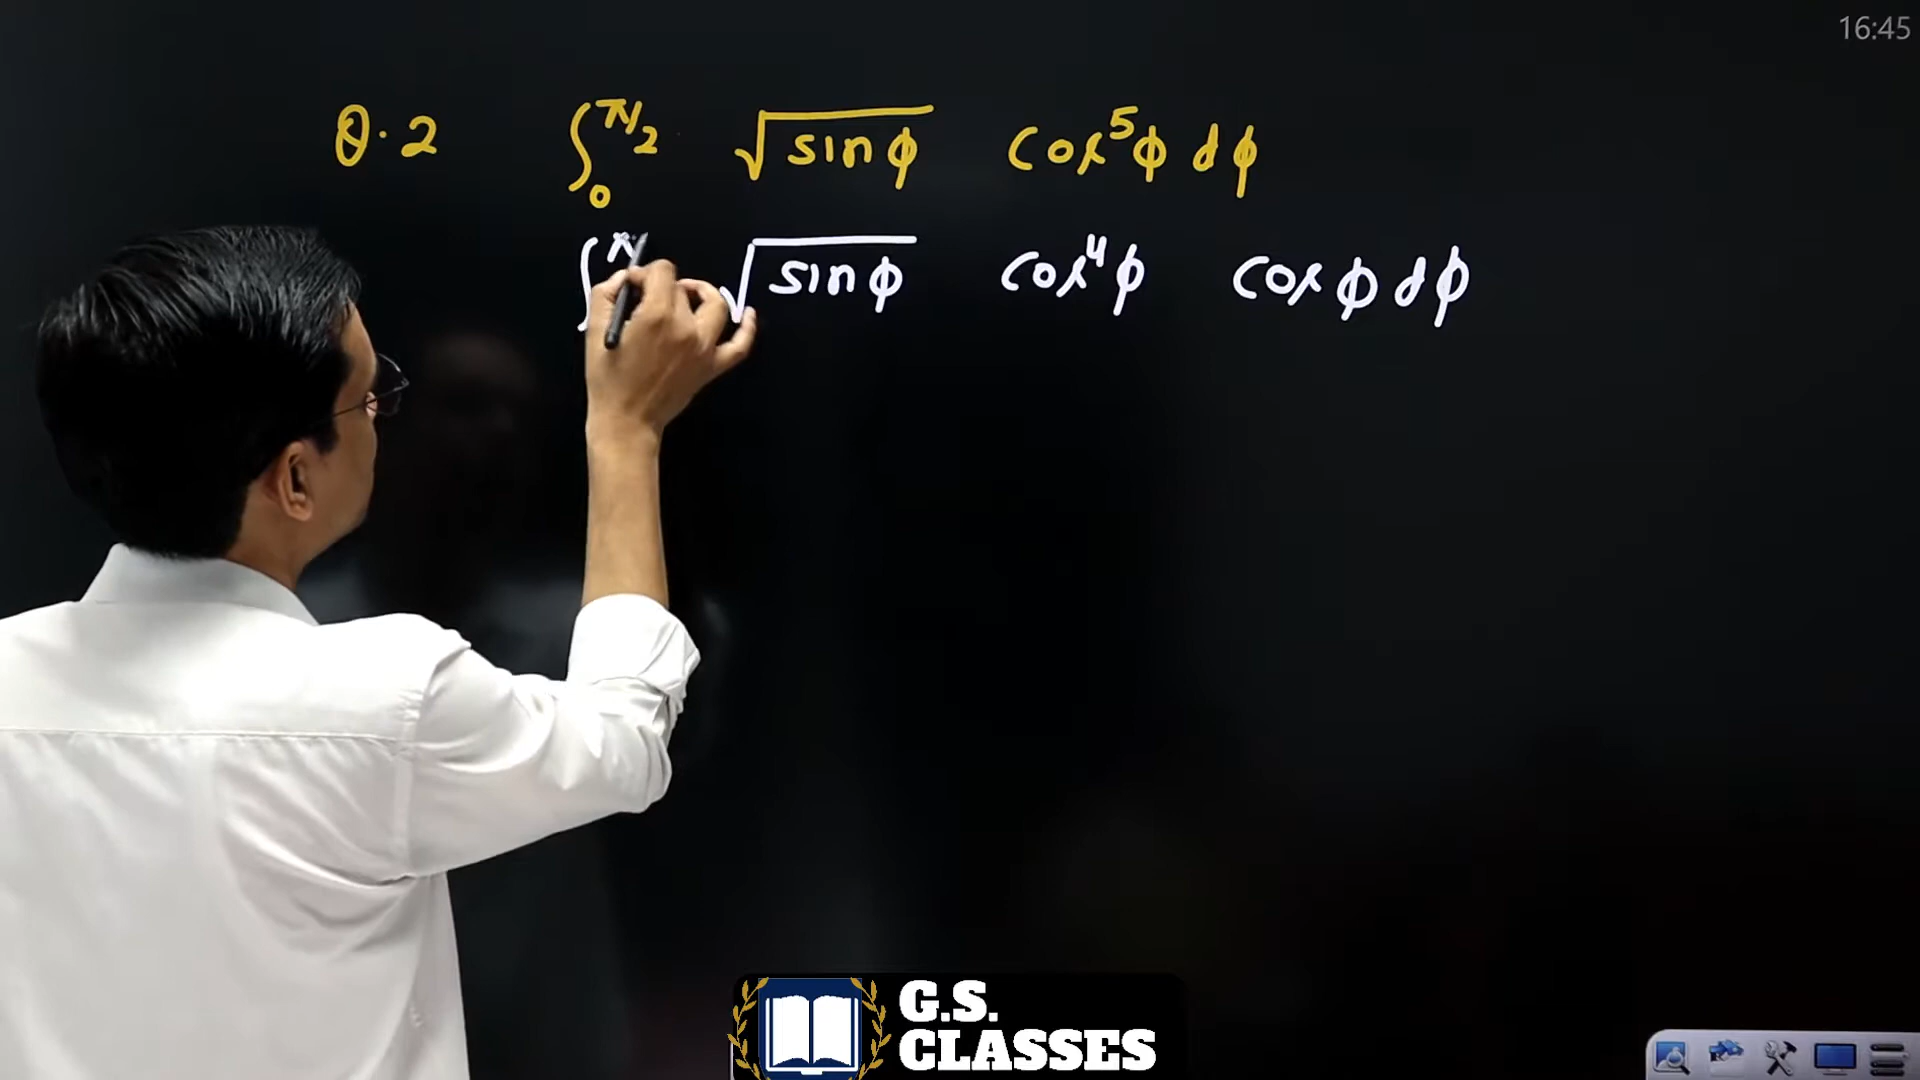 16:45
Q.2 ∫₀^π/2 √sinφ cos⁵φ dφ
∫^π √sinφ cos⁴φ cosφ dφ
G.S.
CLASSES